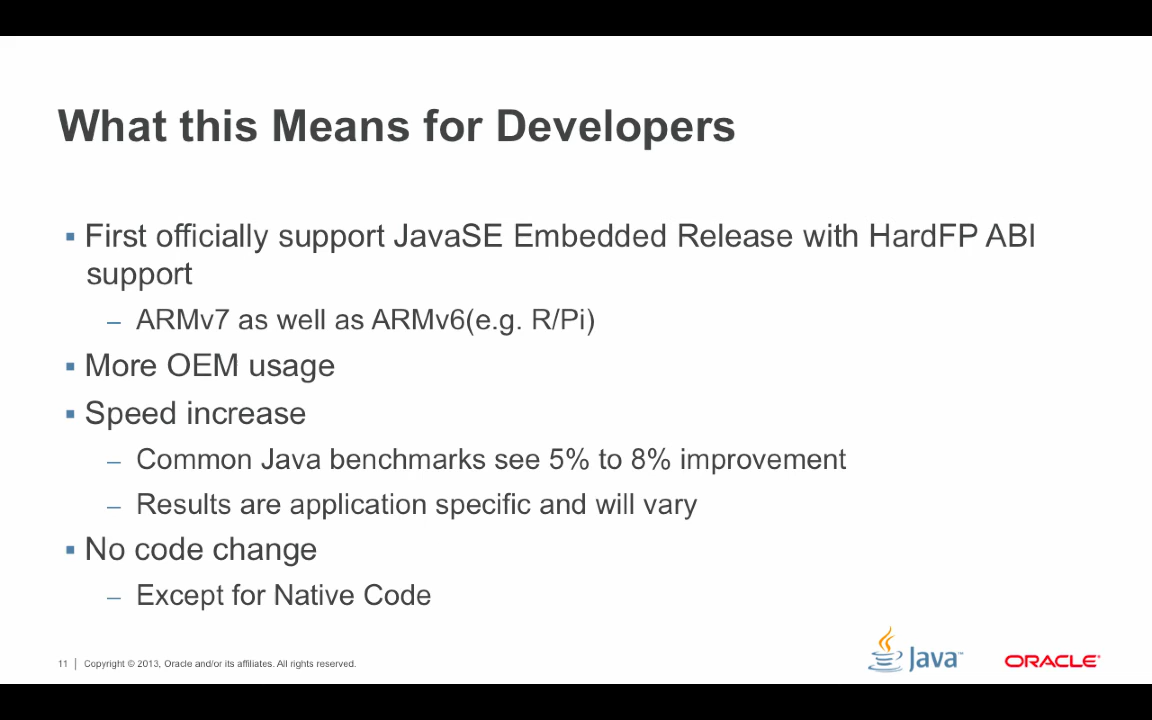 What this Means for Developers
▪ First officially support JavaSE Embedded Release with HardFP ABI
support
– ARMv7 as well as ARMv6(e.g. R/Pi)
▪ More OEM usage
▪ Speed increase
– Common Java benchmarks see 5% to 8% improvement
– Results are application specific and will vary
▪ No code change
– Except for Native Code
11 | Copyright © 2013, Oracle and/or its affiliates. All rights reserved.
Java™
ORACLE®